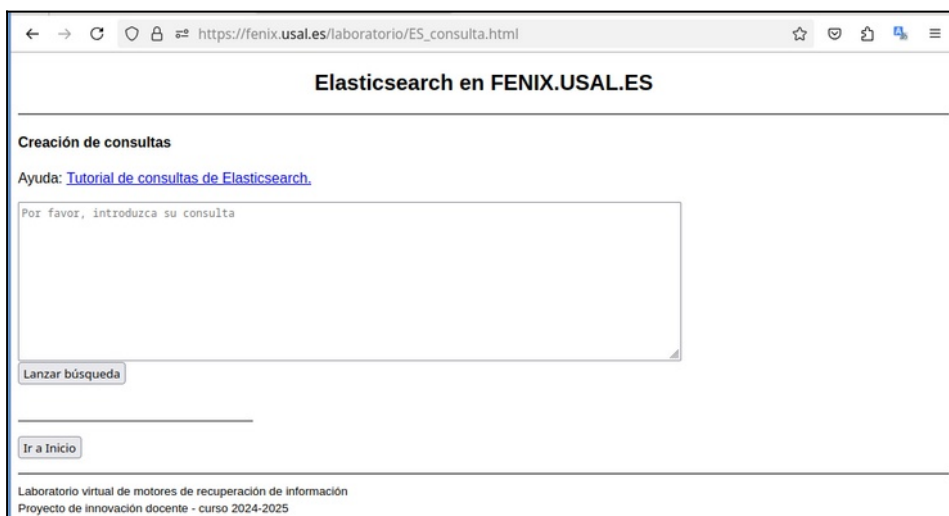 https://fenix.usal.es/laboratorio/ES_consulta.html
Elasticsearch en FENIX.USAL.ES
Creación de consultas
Ayuda: Tutorial de consultas de Elasticsearch.
Por favor, introduzca su consulta
Lanzar búsqueda
Ir a Inicio
Laboratorio virtual de motores de recuperación de información
Proyecto de innovación docente - curso 2024-2025